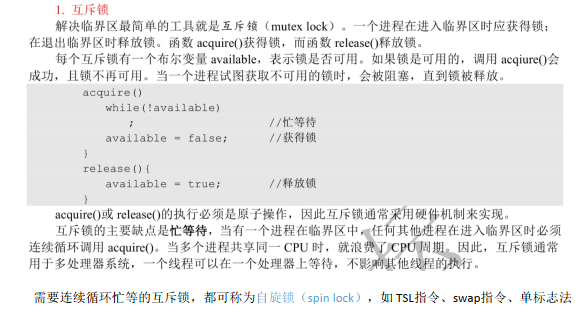 1. 互斥锁
解决临界区最简单的工具就是互斥锁（mutex lock）。一个进程在进入临界区时应获得锁；
在退出临界区时释放锁。函数 acquire()获得锁，而函数 release()释放锁。
每个互斥锁有一个布尔变量 available，表示锁是否可用。如果锁是可用的，调用 acqiure()会
成功，且锁不再可用。当一个进程试图获取不可用的锁时，会被阻塞，直到锁被释放。
acquire()
while(!available)
; //忙等待
available = false; //获得锁
}
release(){
available = true; //释放锁
}
acquire()或 release()的执行必须是原子操作，因此互斥锁通常采用硬件机制来实现。
互斥锁的主要缺点是忙等待，当有一个进程在临界区中，任何其他进程在进入临界区时必须
连续循环调用 acquire()。当多个进程共享同一 CPU 时，就浪费了 CPU 周期。因此，互斥锁通常
用于多处理器系统，一个线程可以在一个处理器上等待，不影响其他线程的执行。
需要连续循环忙等的互斥锁，都可称为自旋锁（spin lock），如 TSL指令、swap指令、单标志法